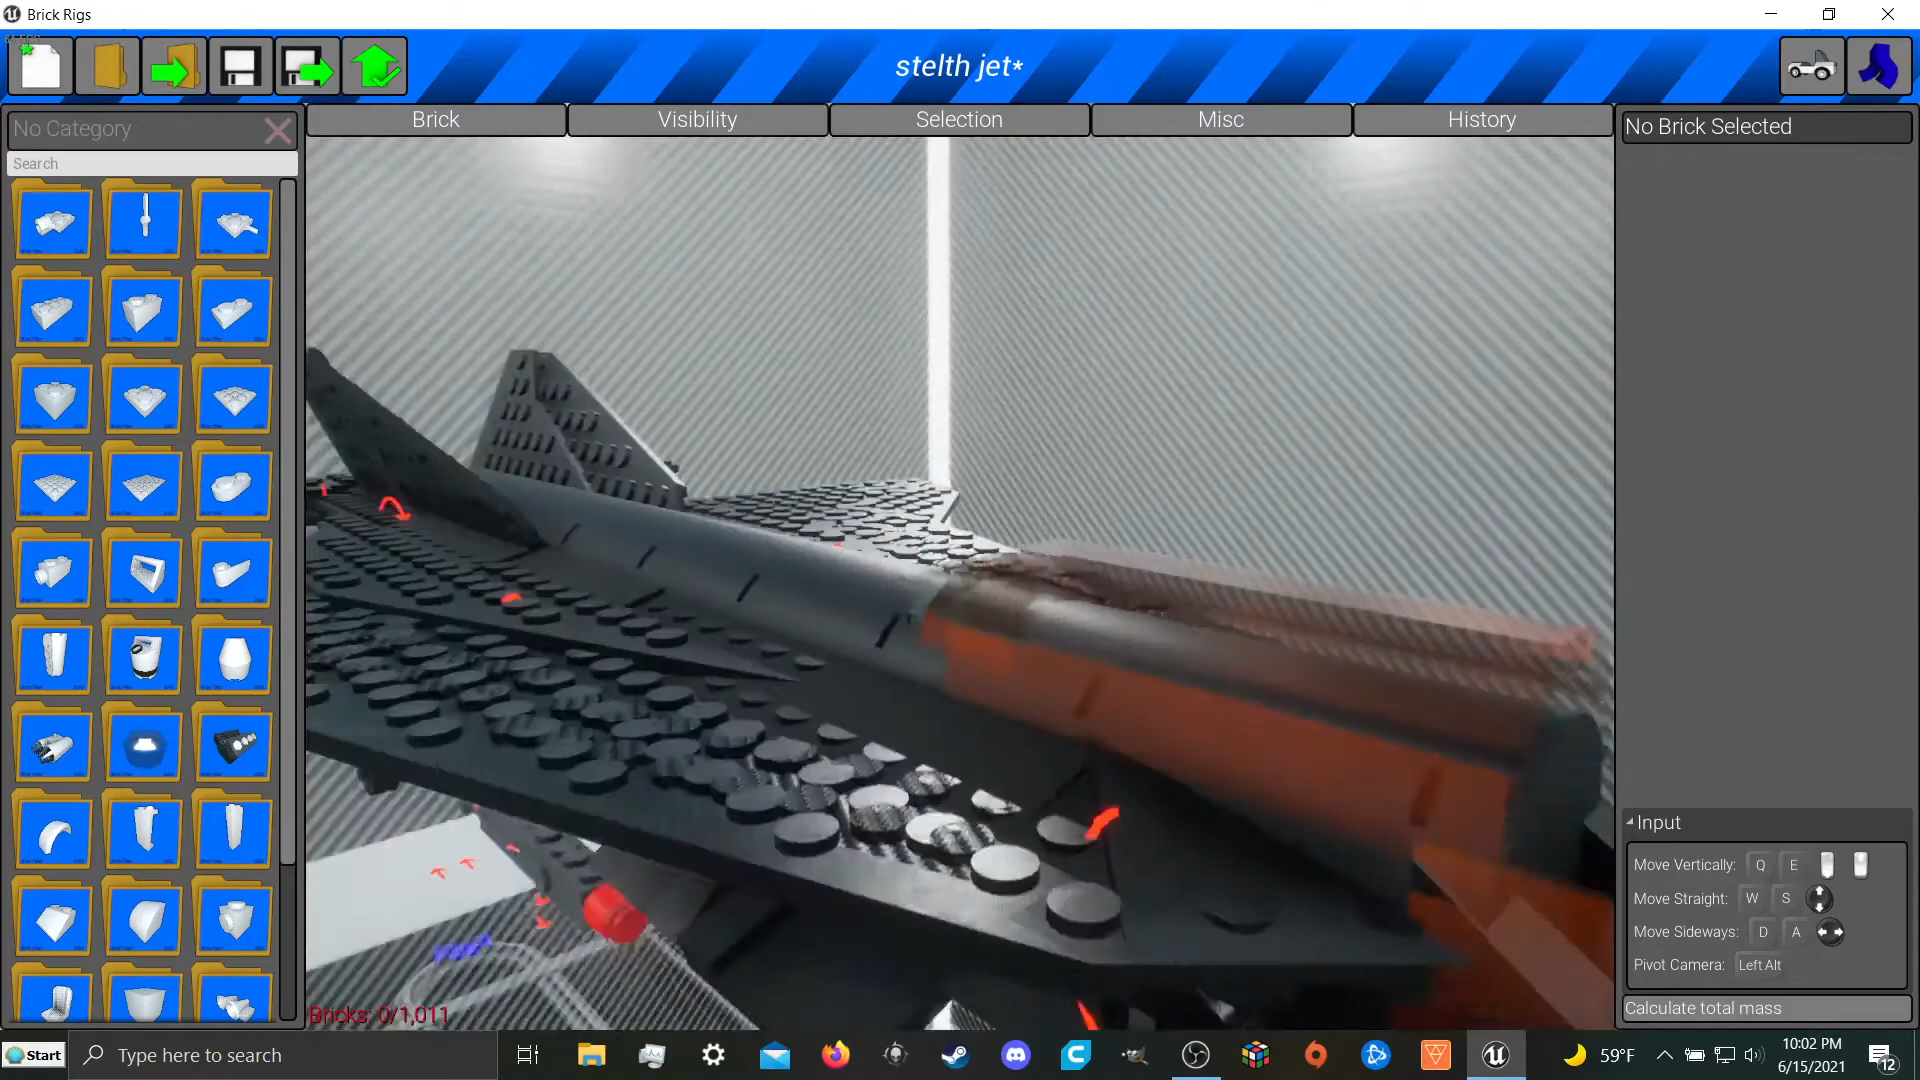 Brick Rigs
stelth jet*
No Category
Search
Brick
Visibility
Selection
Misc
History
No Brick Selected
Input
Move Vertically: Q E
Move Straight: W S
Move Sideways: D A
Pivot Camera: Left Alt
Calculate total mass
Bricks: 0/1,011
Start
Type here to search
59°F
10:02 PM
6/15/2021
12